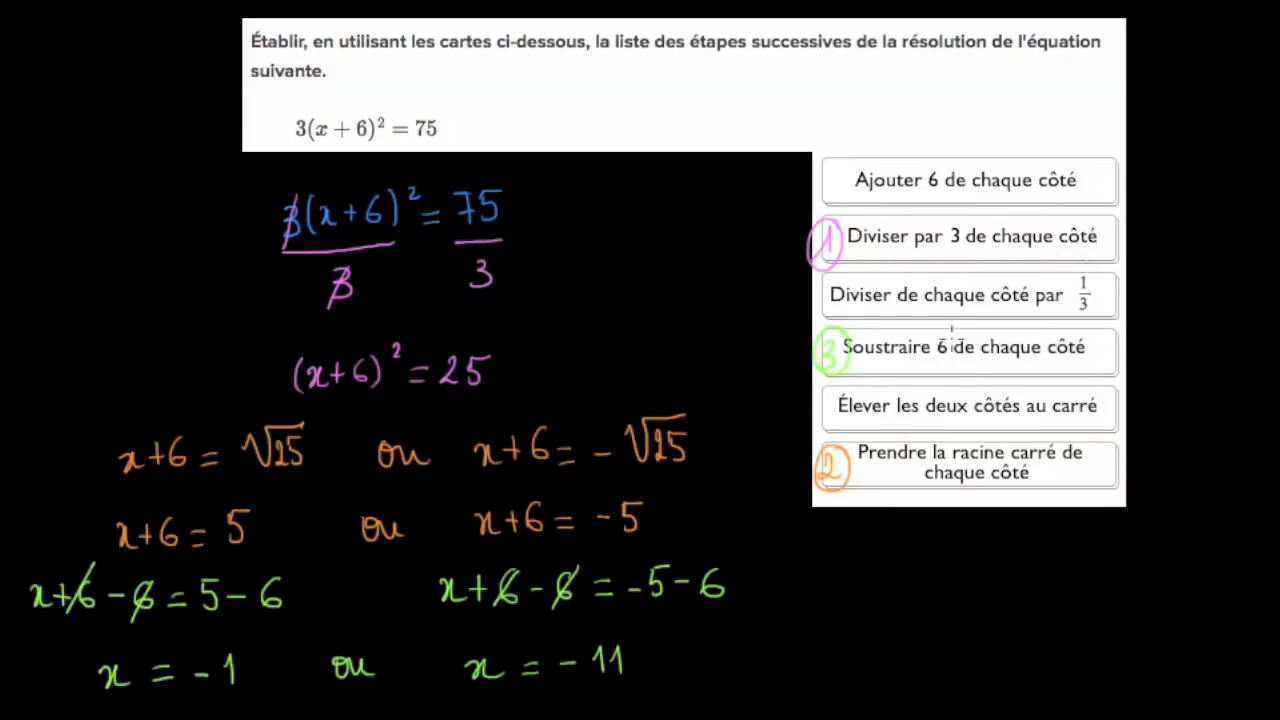 Établir, en utilisant les cartes ci-dessous, la liste des étapes successives de la résolution de l'équation
suivante.
3(x + 6)² = 75
3(x+6)² = 75
3 3
(x+6)² = 25
x+6 = √25 ou x+6 = - √25
x+6 = 5 ou x+6 = -5
x+6 - 6 = 5 - 6 x+6 - 6 = -5 - 6
x = -1 ou x = -11
Ajouter 6 de chaque côté
1 Diviser par 3 de chaque côté
Diviser de chaque côté par 1/3
3 Soustraire 6 de chaque côté
Élever les deux côtés au carré
2 Prendre la racine carré de
chaque côté